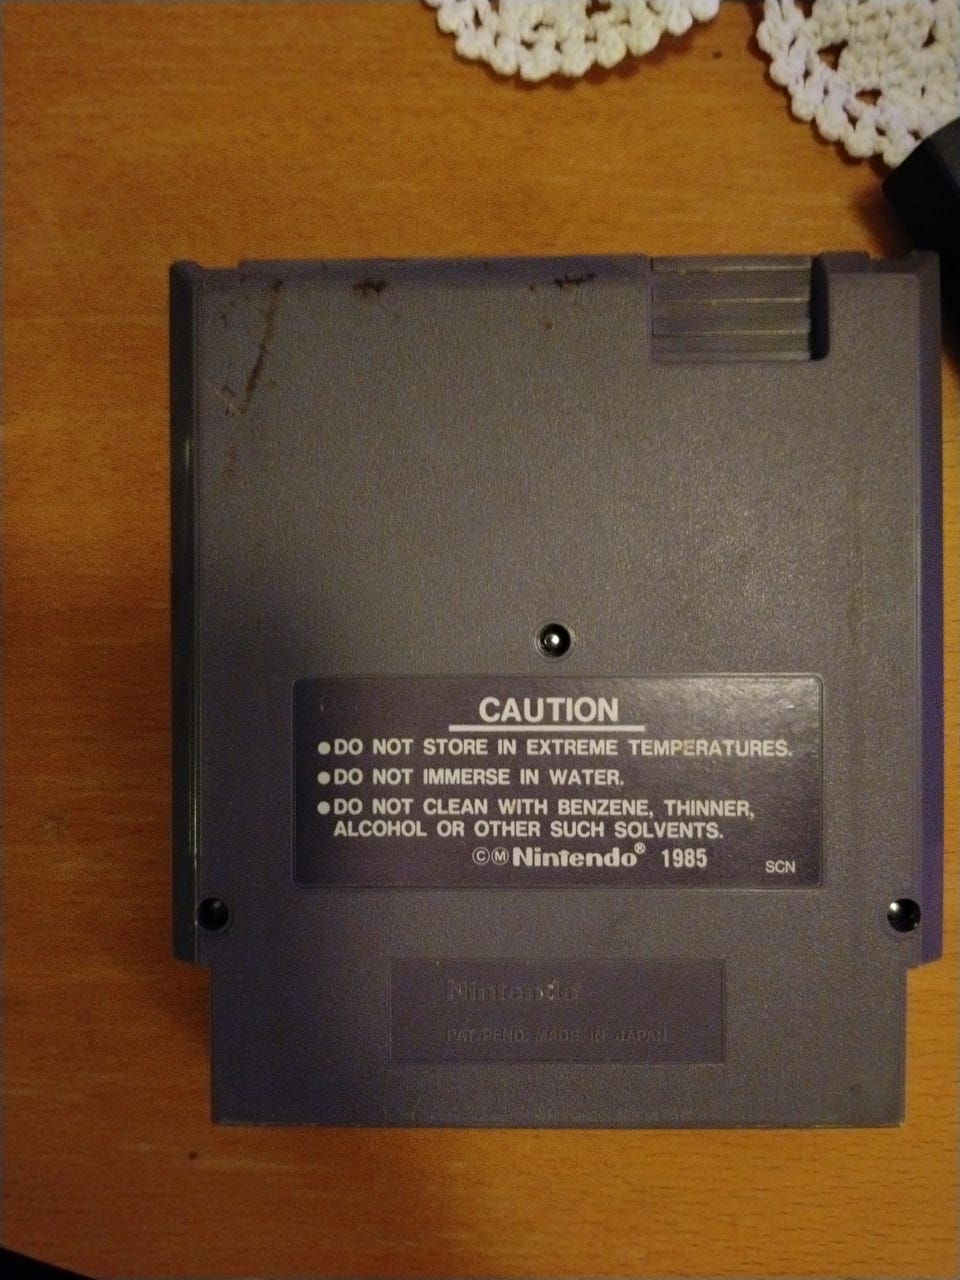 CAUTION
●DO NOT STORE IN EXTREME TEMPERATURES.
●DO NOT IMMERSE IN WATER.
●DO NOT CLEAN WITH BENZENE, THINNER,
ALCOHOL OR OTHER SUCH SOLVENTS.
ⒸⓂNintendo® 1985
SCN
Nintendo
PAT. PEND. MADE IN JAPAN